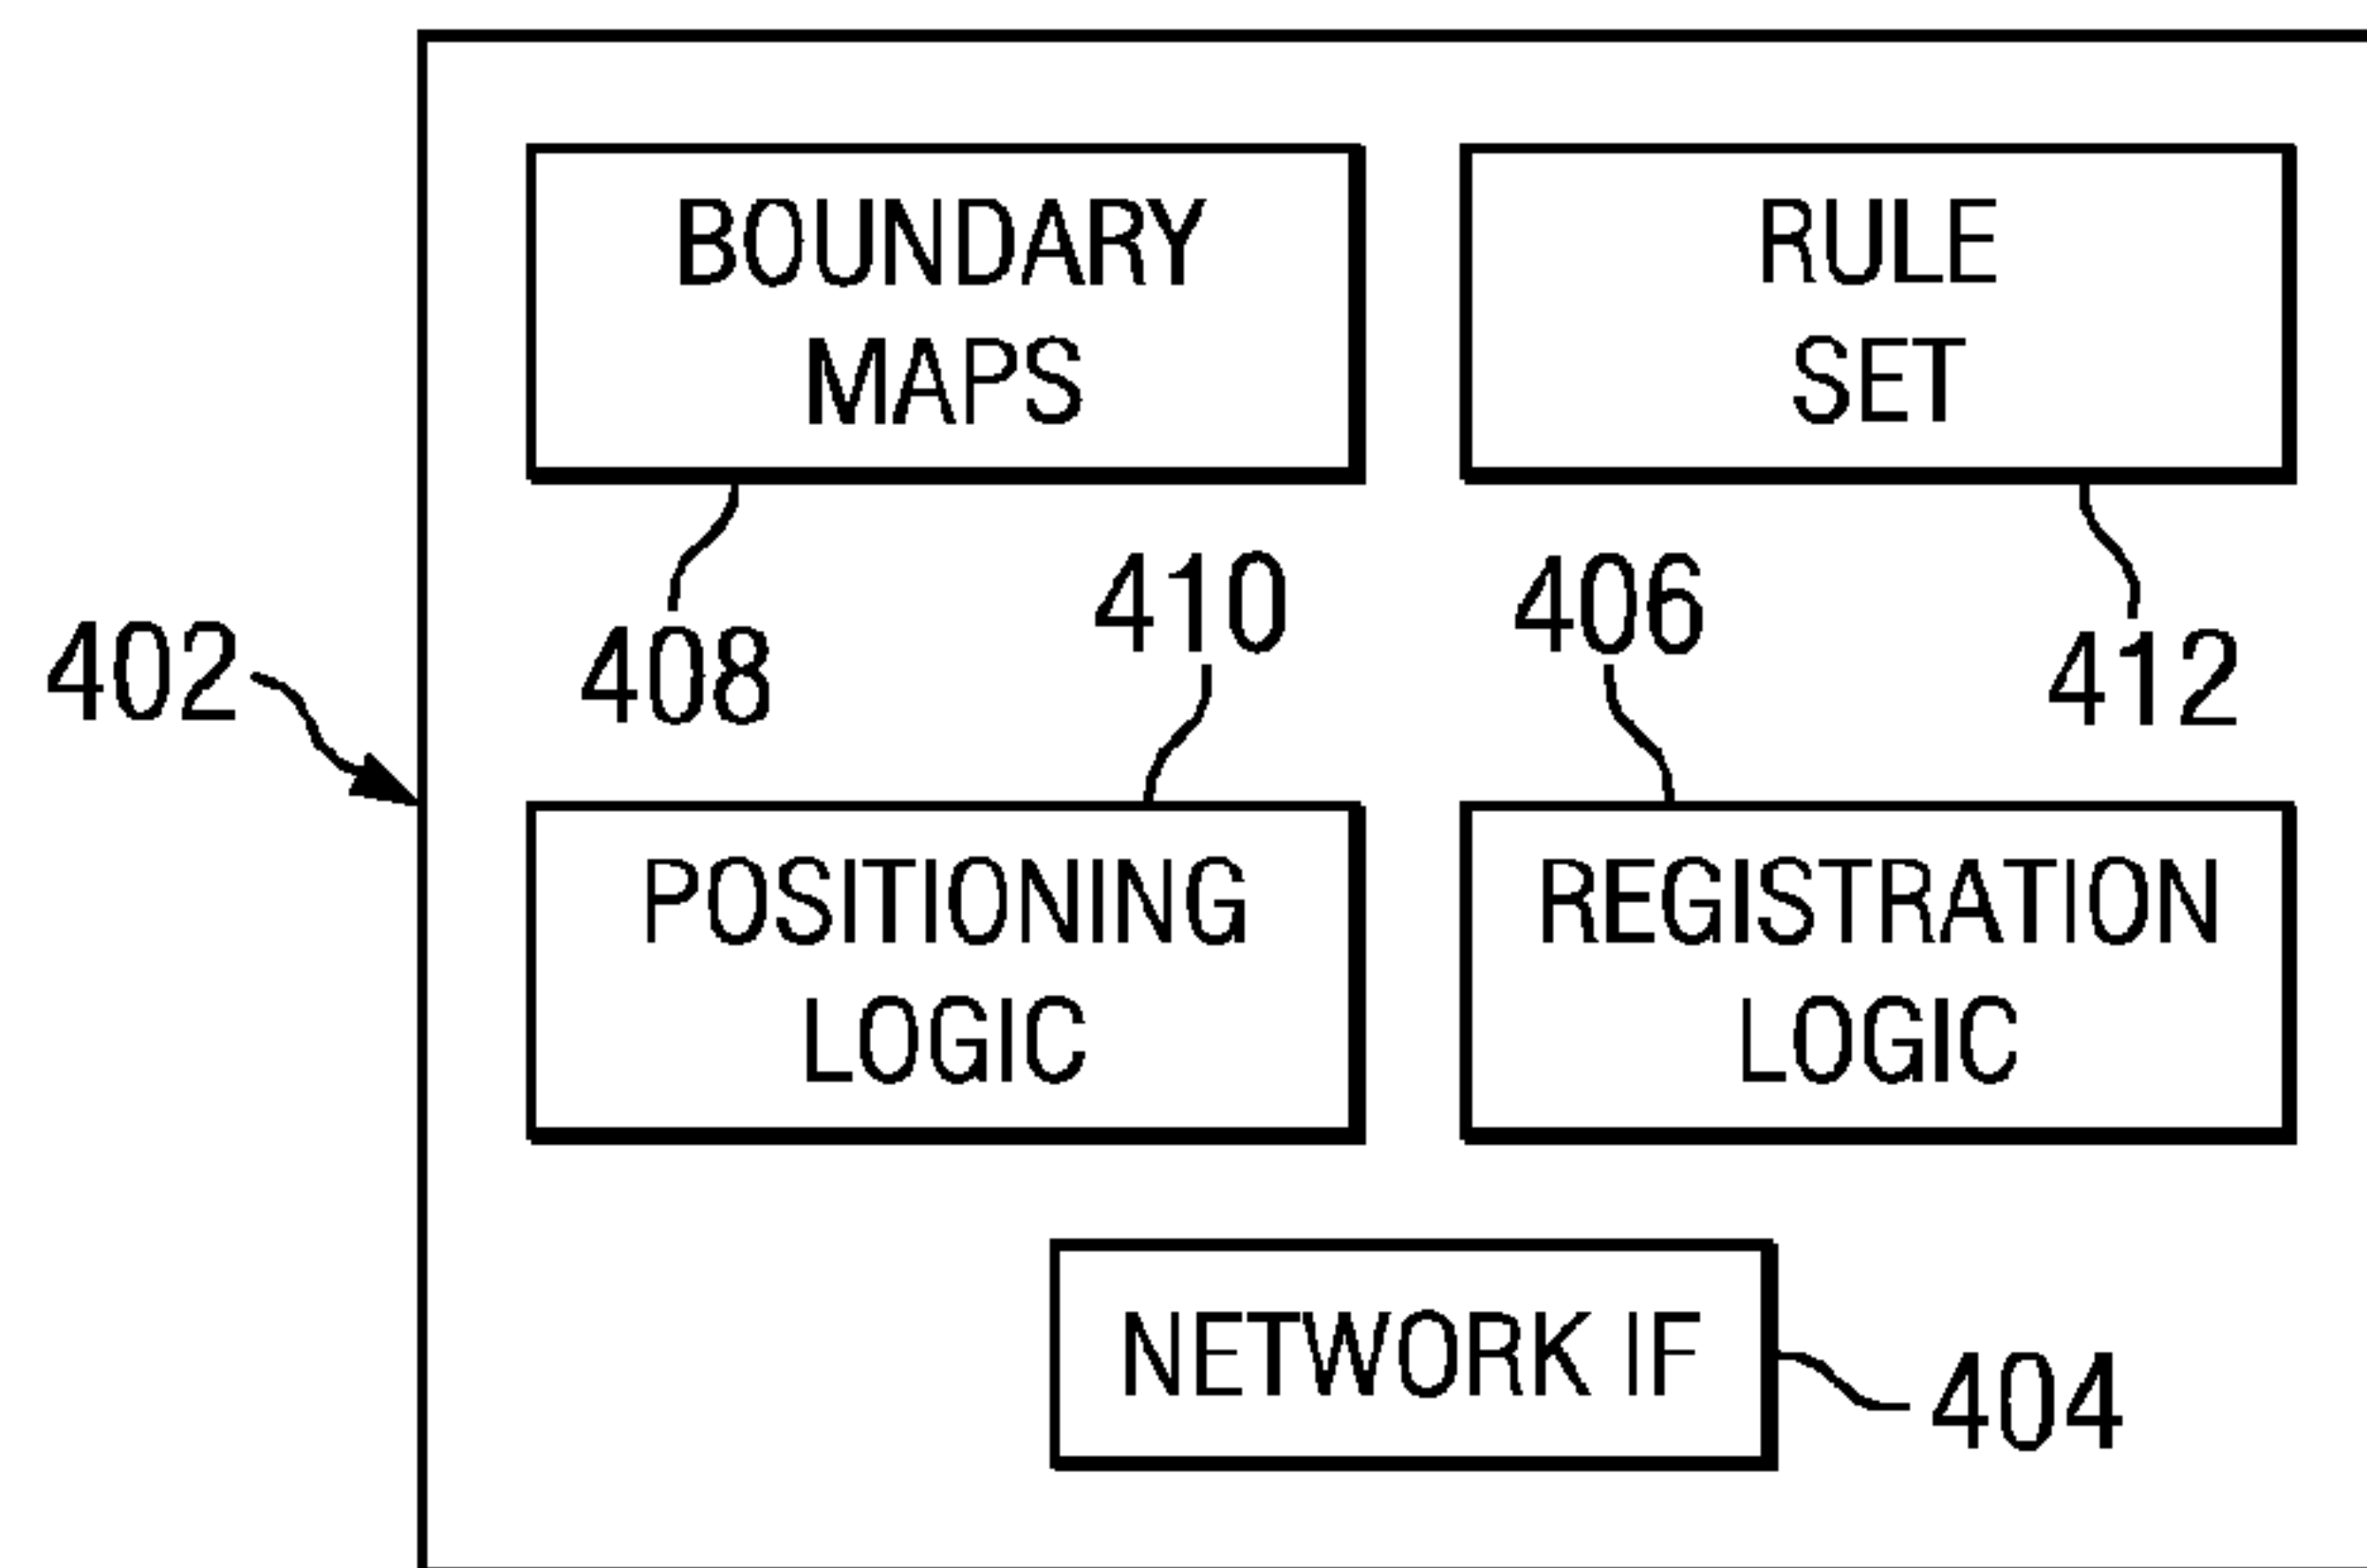 BOUNDARY
MAPS
RULE
SET
402
408
410
406
412
POSITIONING
LOGIC
REGISTRATION
LOGIC
NETWORK IF
404